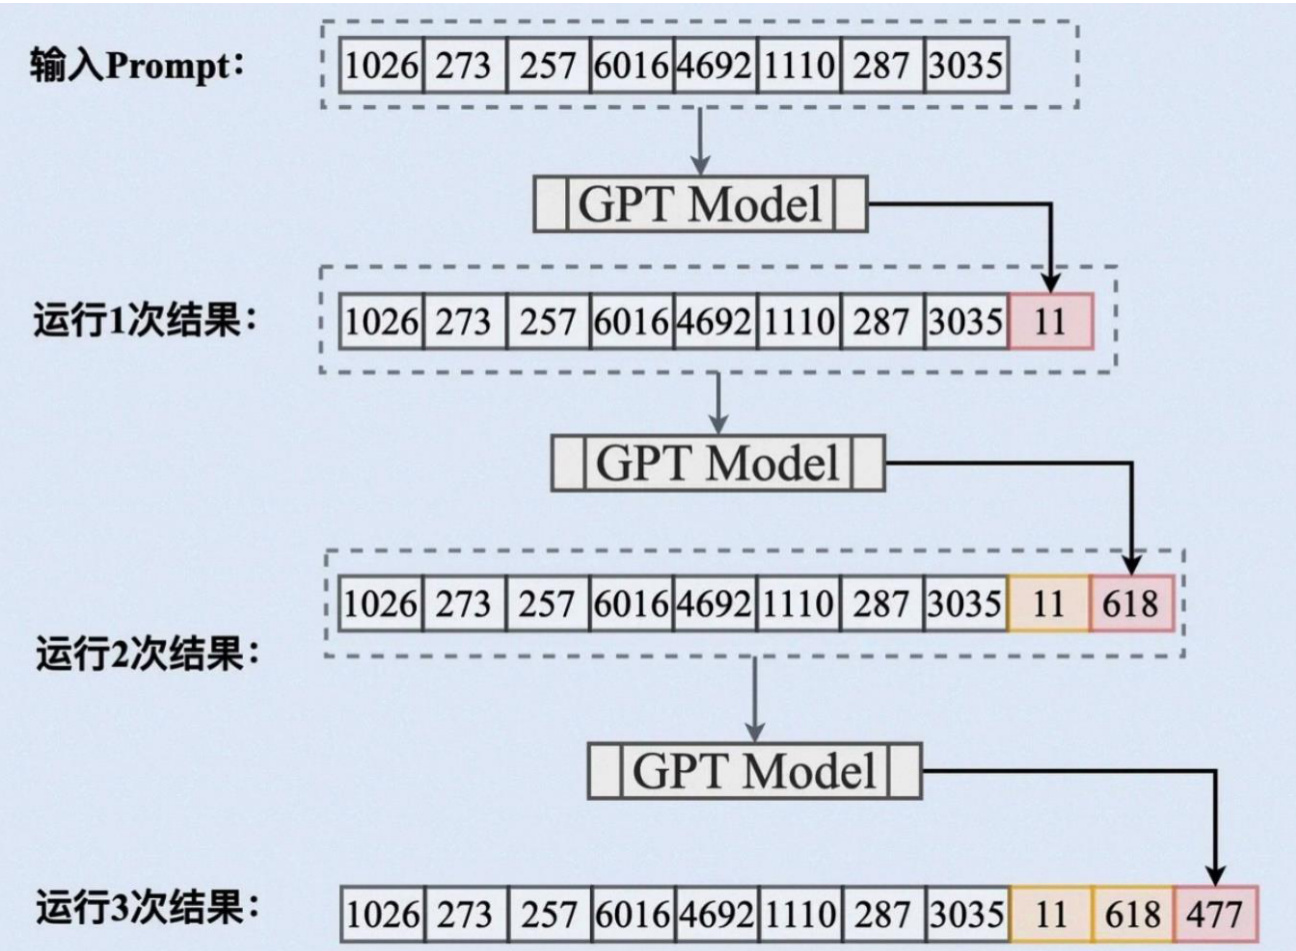 输入Prompt： 1026 273 257 6016 4692 1110 287 3035
GPT Model
运行1次结果： 1026 273 257 6016 4692 1110 287 3035 11
GPT Model
1026 273 257 6016 4692 1110 287 3035 11 618
运行2次结果：
GPT Model
运行3次结果： 1026 273 257 6016 4692 1110 287 3035 11 618 477